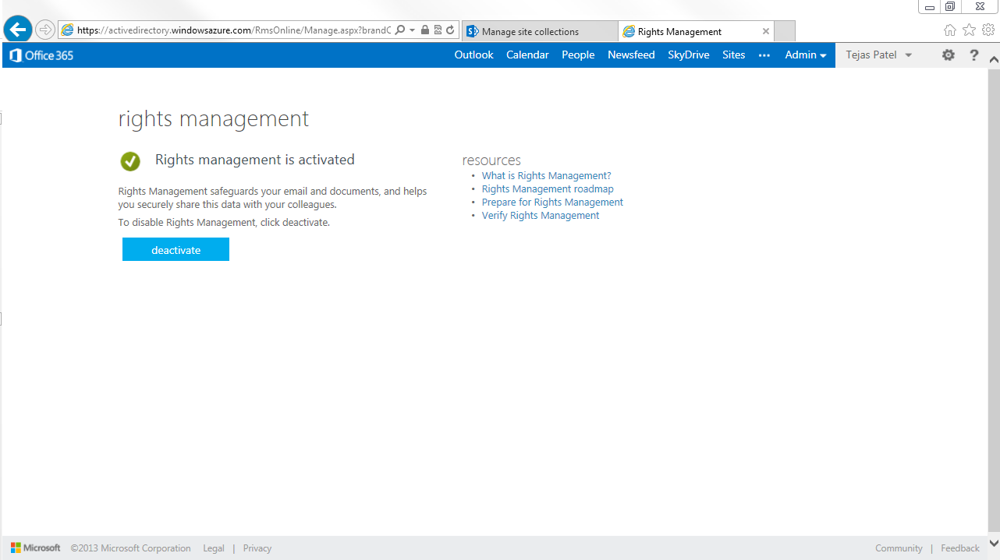 https://activedirectory.windowsazure.com/RmsOnline/Manage.aspx?brandC
Manage site collections
Rights Management
Office 365
Outlook Calendar People Newsfeed SkyDrive Sites ••• Admin Tejas Patel ?
rights management
Rights management is activated
Rights Management safeguards your email and documents, and helps
you securely share this data with your colleagues.
To disable Rights Management, click deactivate.
deactivate
resources
• What is Rights Management?
• Rights Management roadmap
• Prepare for Rights Management
• Verify Rights Management
Microsoft ©2013 Microsoft Corporation Legal | Privacy Community | Feedback